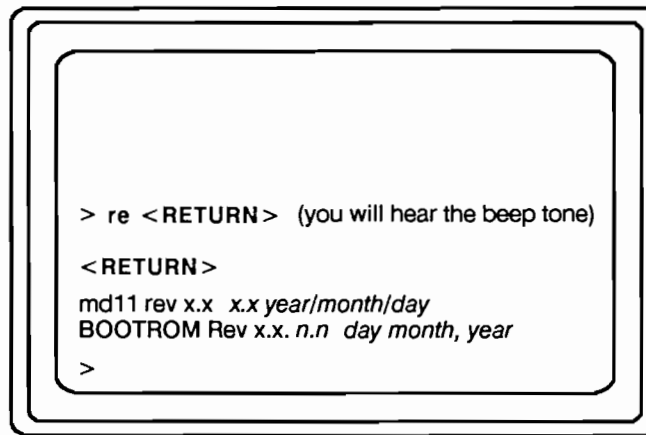 > re <RETURN> (you will hear the beep tone)
<RETURN>
md11 rev x.x x.x year/month/day
BOOTROM Rev x.x. n.n day month, year
>